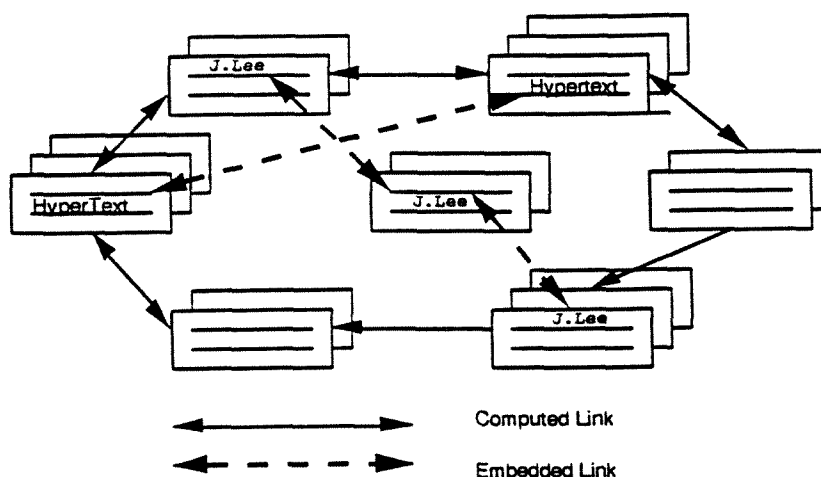 J.Lee
Hypertext
HyperText
J.Lee
J.Lee
Computed Link
Embedded Link